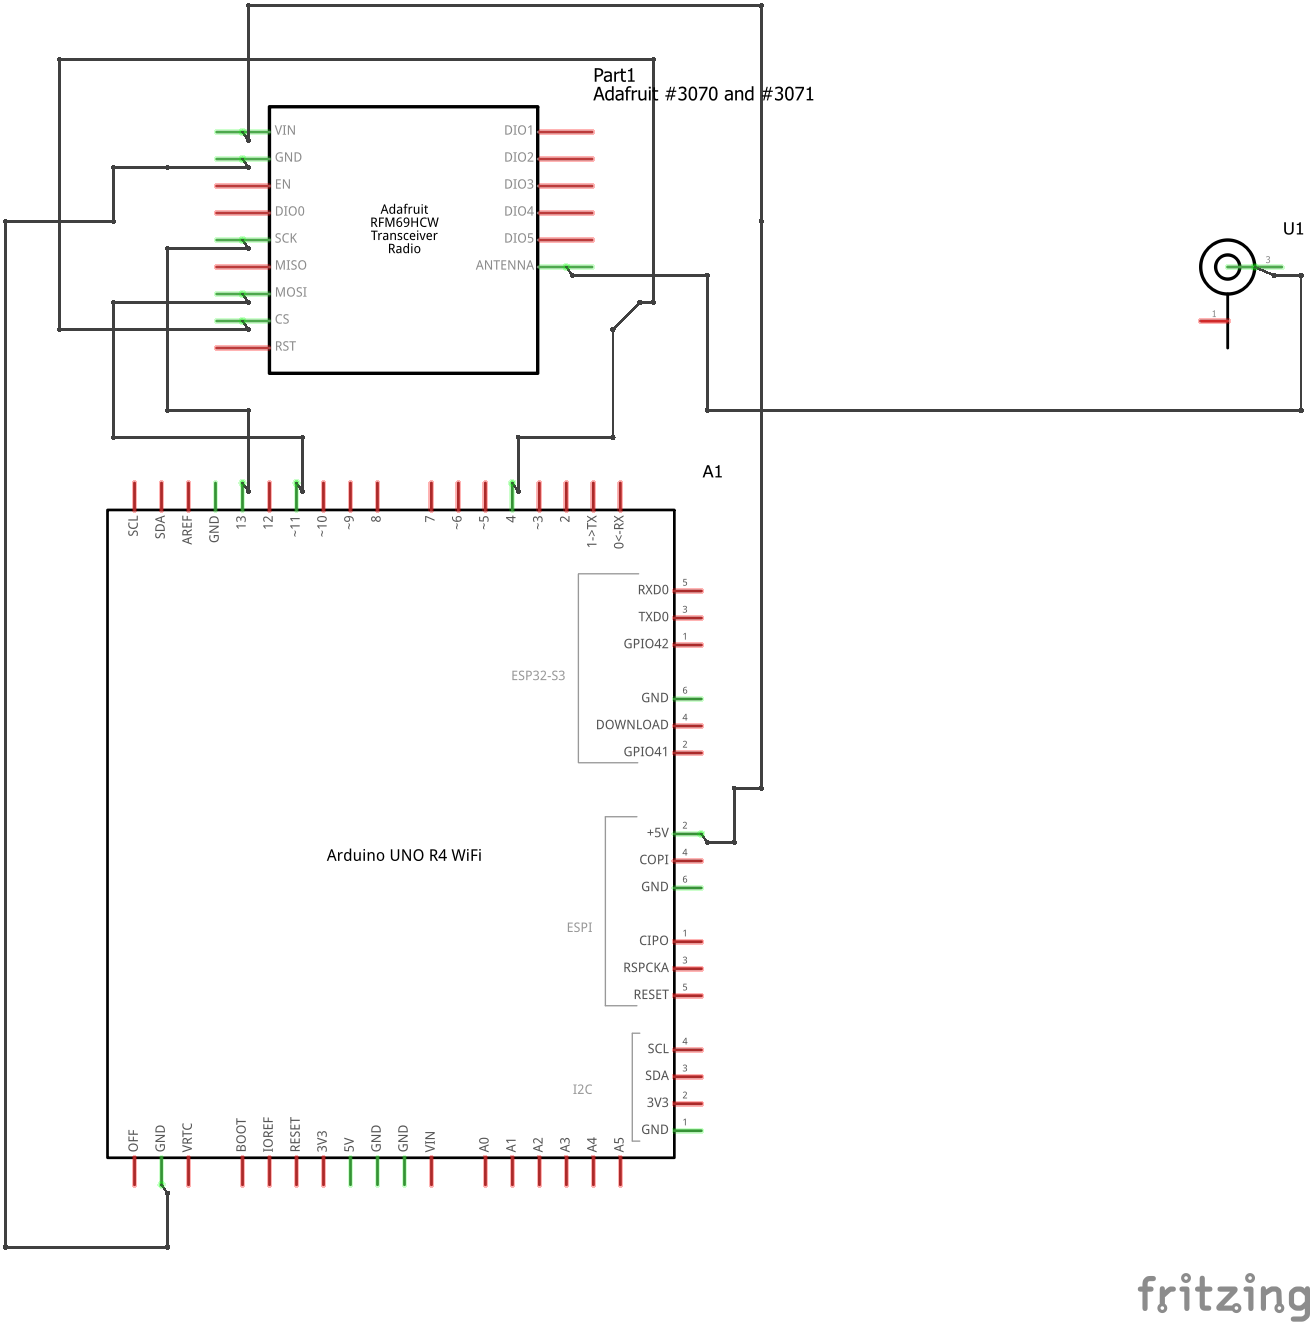 Part1
Adafruit #3070 and #3071
VIN
GND
EN
DIO0
SCK
MISO
MOSI
CS
RST
Adafruit
RFM69HCW
Transceiver
Radio
DIO1
DIO2
DIO3
DIO4
DIO5
ANTENNA
U1
3
1
A1
SCL
SDA
AREF
GND
13
12
~11
~10
~9
8
7
~6
~5
4
~3
2
1->TX
0<-RX
ESP32-S3
RXD0 5
TXD0 3
GPIO42 1
GND 6
DOWNLOAD 4
GPIO41 2
Arduino UNO R4 WiFi
ESPI
+5V 2
COPI 4
GND 6
CIPO 1
RSPCKA 3
RESET 5
I2C
SCL 4
SDA 3
3V3 2
GND 1
OFF
GND
VRTC
BOOT
IOREF
RESET
3V3
5V
GND
GND
VIN
A0
A1
A2
A3
A4
A5
fritzing